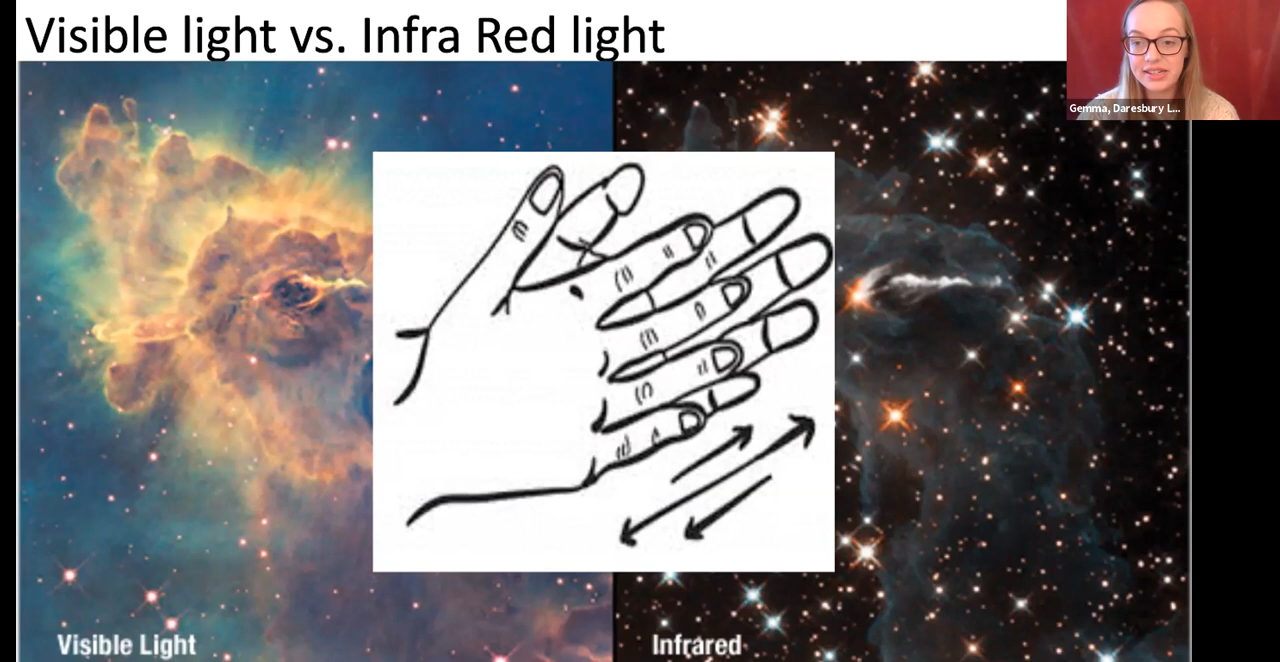 Visible light vs. Infra Red light
Gemma, Daresbury L...
Visible Light
Infrared